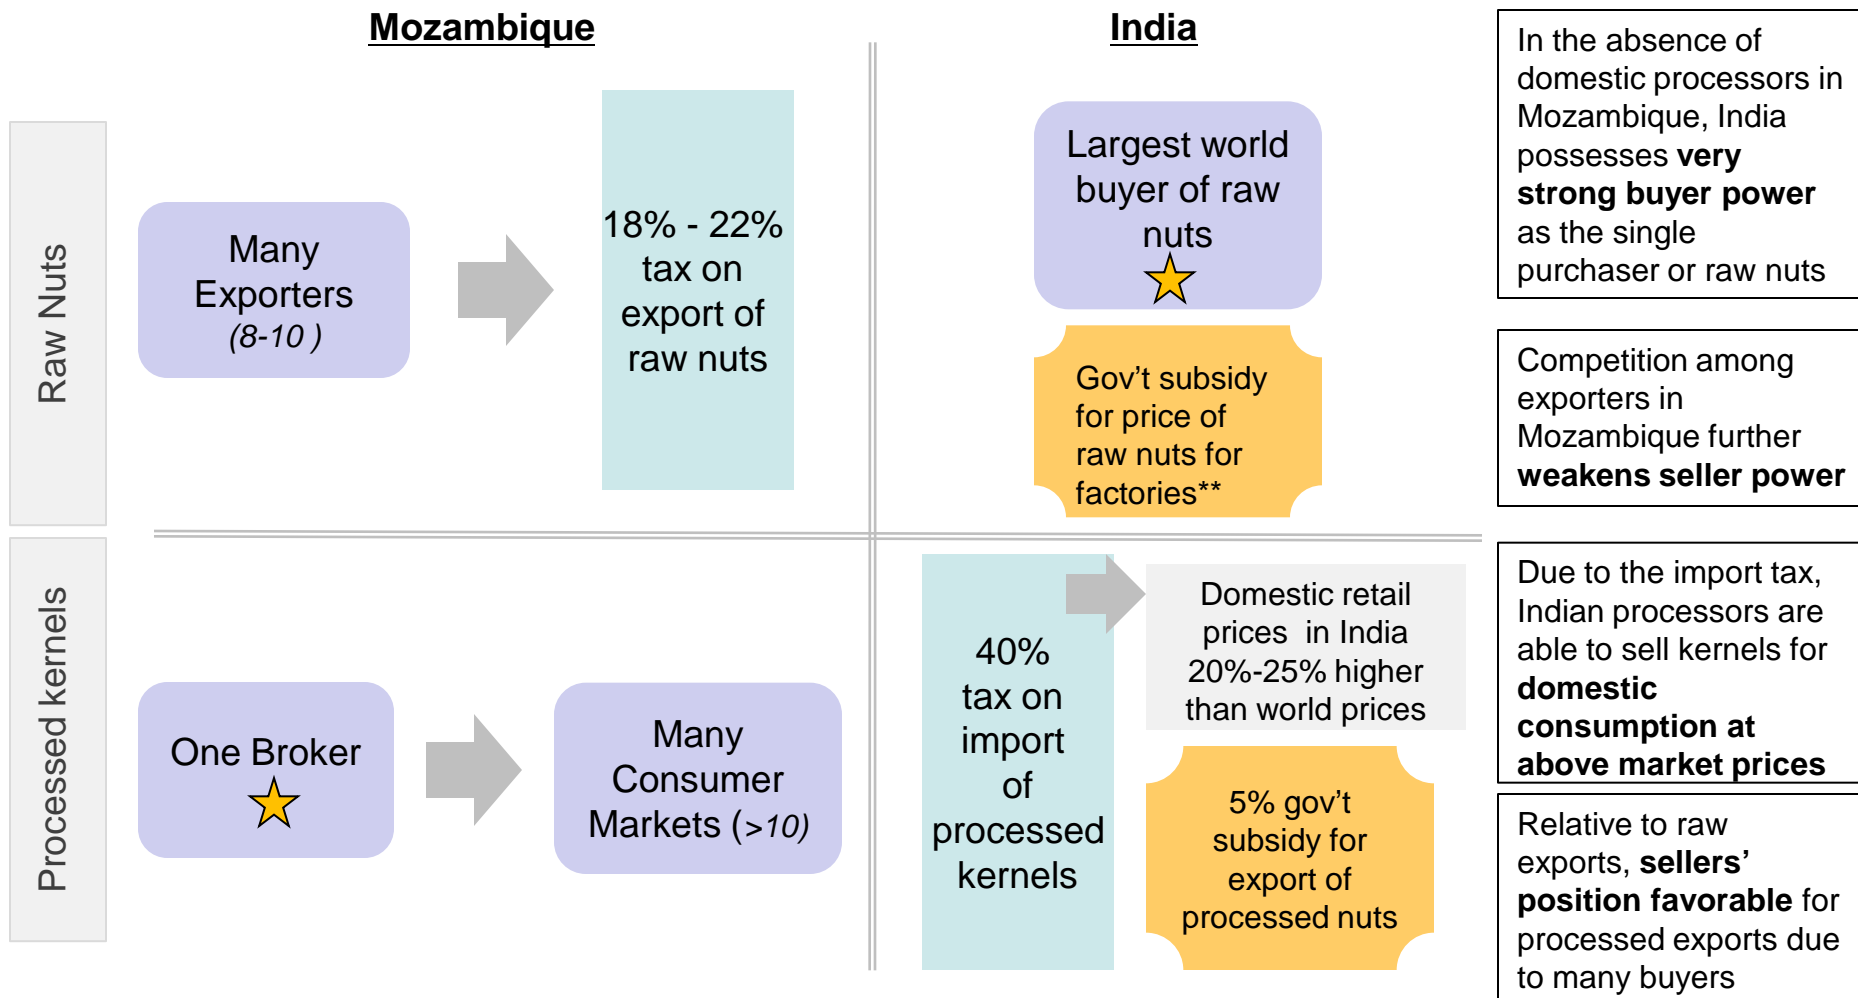 Mozambique
India
Raw Nuts
Many
Exporters
(8-10 )
18% - 22%
tax on
export of
raw nuts
Largest world
buyer of raw
nuts
Gov’t subsidy
for price of
raw nuts for
factories**
In the absence of
domestic processors in
Mozambique, India
possesses very
strong buyer power
as the single
purchaser or raw nuts
Competition among
exporters in
Mozambique further
weakens seller power
Processed kernels
One Broker
Many
Consumer
Markets (>10)
40%
tax on
import
of
processed
kernels
Domestic retail
prices in India
20%-25% higher
than world prices
5% gov’t
subsidy for
export of
processed nuts
Due to the import tax,
Indian processors are
able to sell kernels for
domestic
consumption at
above market prices
Relative to raw
exports, sellers’
position favorable for
processed exports due
to many buyers